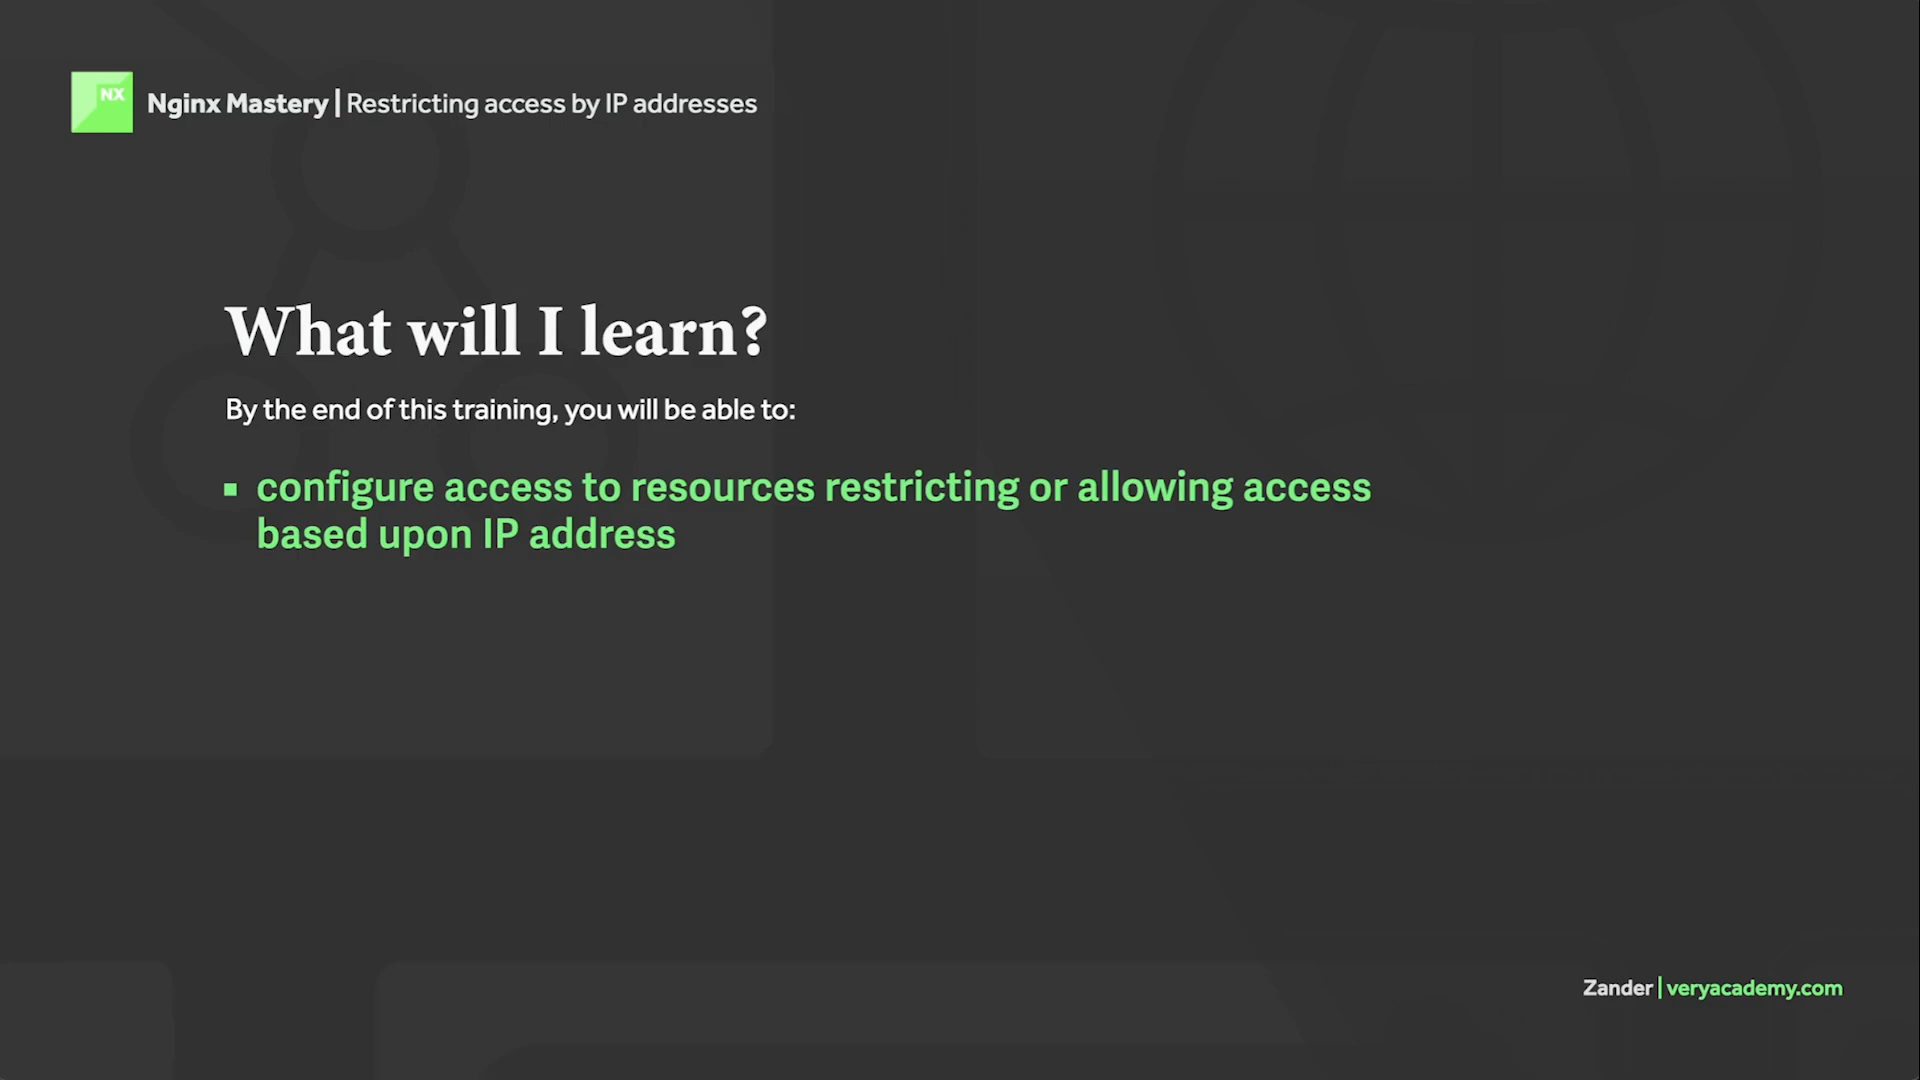 NX
Nginx Mastery | Restricting access by IP addresses
What will I learn?
By the end of this training, you will be able to:
▪ configure access to resources restricting or allowing access
based upon IP address
Zander | veryacademy.com